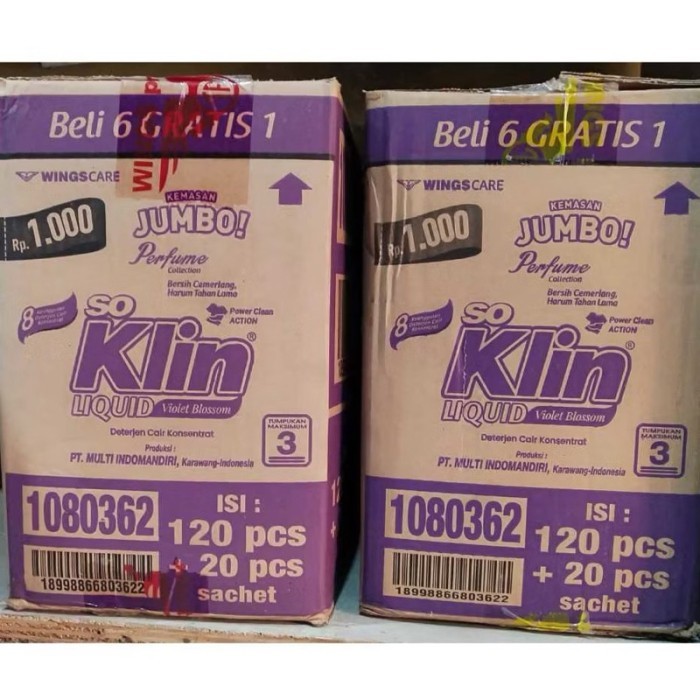 Beli 6 GRATIS 1
WINGSCARE
Rp. 1.000
KEMASAN
JUMBO!
Perfume
Collection
Bersih Cemerlang,
Harum Tahan Lama
8
Power Clean
ACTION
SO
Klin®
LIQUID Violet Blossom
Deterjen Cair Konsentrat
TUMPUKAN
MAKSIMUM
3
Produksi :
PT. MULTI INDOMANDIRI, Karawang-Indonesia
1080362
ISI :
120 pcs
+ 20 pcs
sachet
18998866803622
Beli 6 GRATIS 1
WINGSCARE
Rp. 1.000
KEMASAN
JUMBO!
Perfume
Collection
Bersih Cemerlang,
Harum Tahan Lama
8
Power Clean
ACTION
SO
Klin®
LIQUID Violet Blossom
Deterjen Cair Konsentrat
TUMPUKAN
MAKSIMUM
3
Produksi :
PT. MULTI INDOMANDIRI, Karawang-Indonesia
1080362
ISI :
120 pcs
+ 20 pcs
sachet
18998866803622